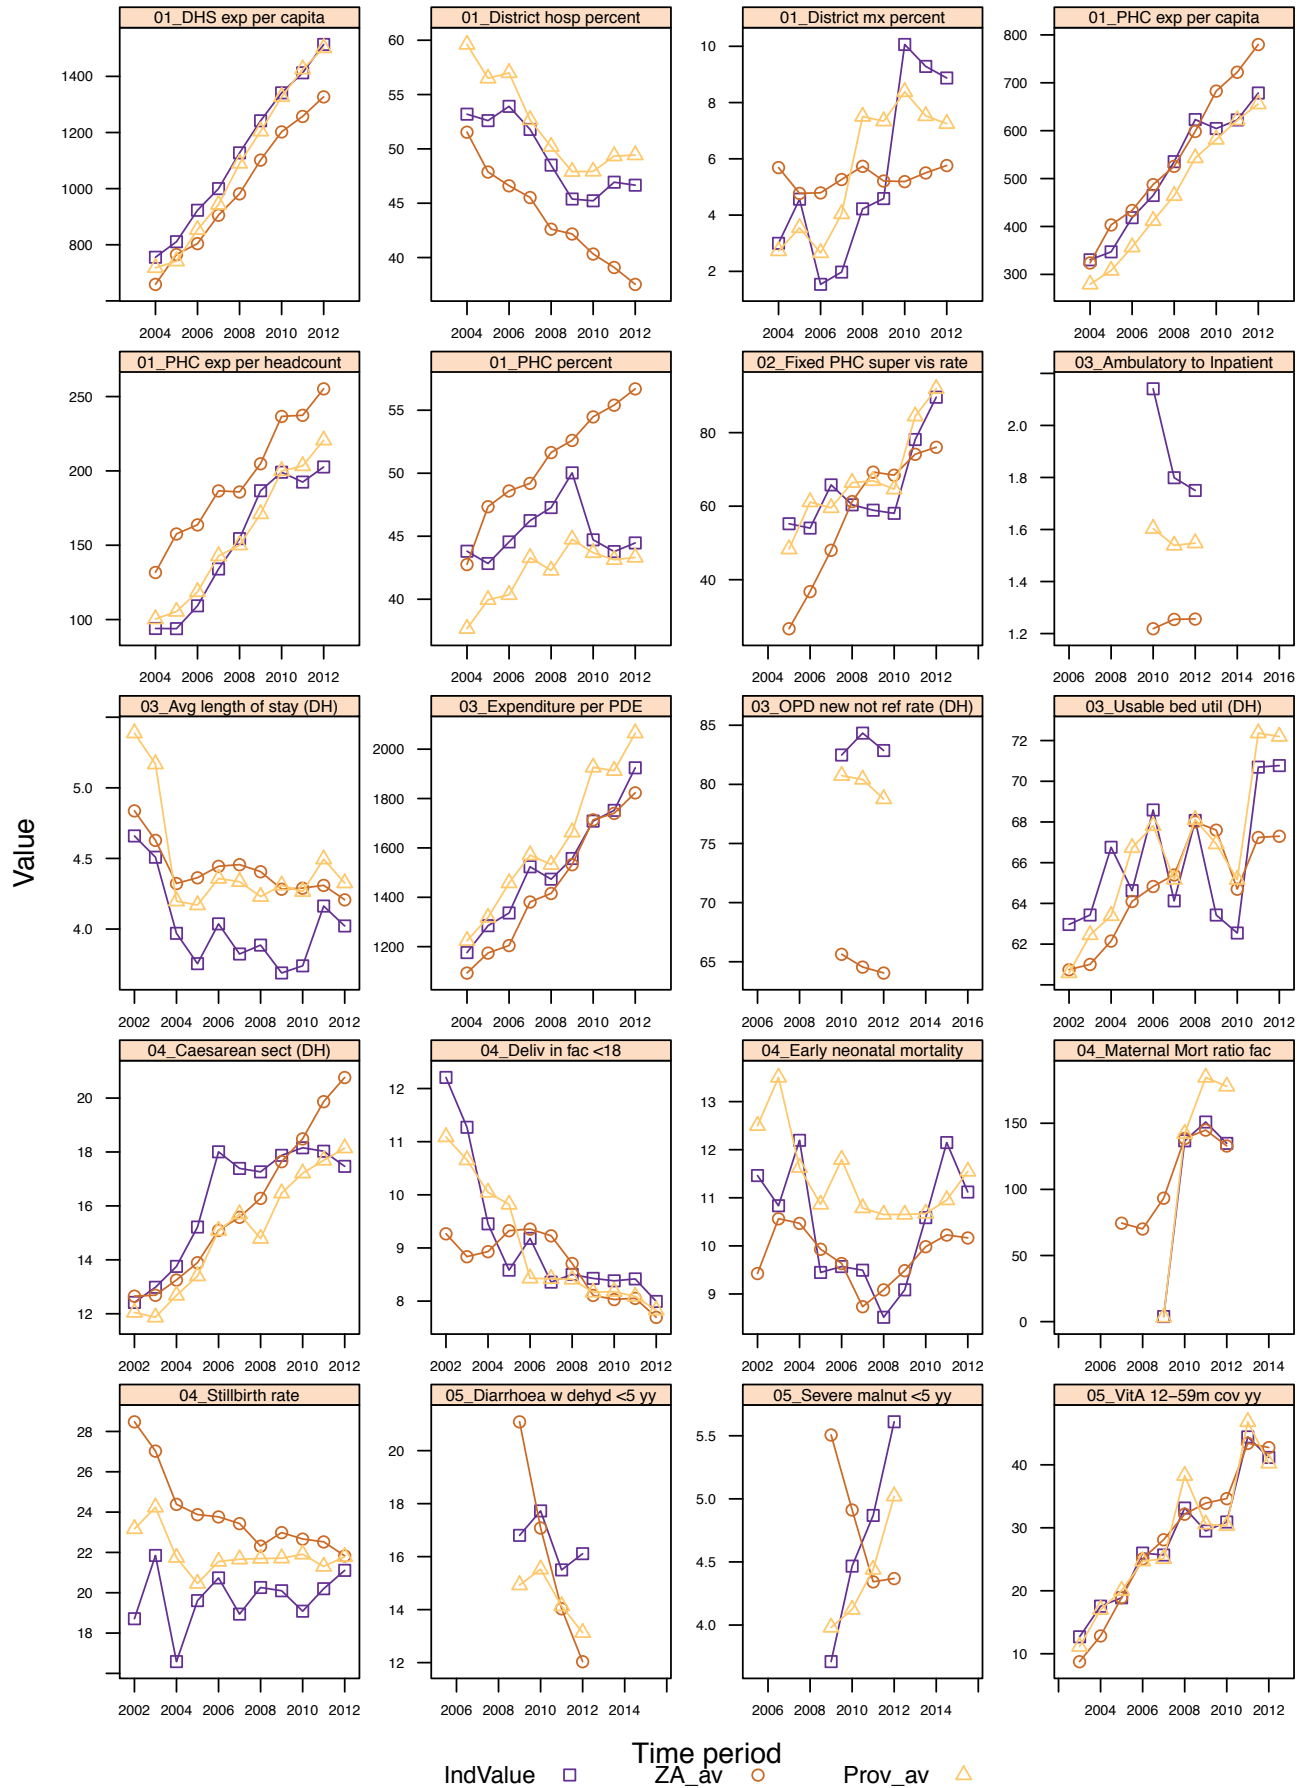 01_DHS exp per capita 01_District hosp percent 01_District mx percent 01_PHC exp per capita
1400 1200 1000 800
60 55 50 45 40
10 8 6 4 2
800 700 600 500 400 300
2004 2006 2008 2010 2012 2004 2006 2008 2010 2012 2004 2006 2008 2010 2012 2004 2006 2008 2010 2012
01_PHC exp per headcount 01_PHC percent 02_Fixed PHC super vis rate 03_Ambulatory to Inpatient
250 200 150 100
55 50 45 40
80 60 40
2.0 1.8 1.6 1.4 1.2
2004 2006 2008 2010 2012 2004 2006 2008 2010 2012 2004 2006 2008 2010 2012 2006 2008 2010 2012 2014 2016
03_Avg length of stay (DH) 03_Expenditure per PDE 03_OPD new not ref rate (DH) 03_Usable bed util (DH)
5.0 4.5 4.0
2000 1800 1600 1400 1200
85 80 75 70 65
72 70 68 66 64 62
2002 2004 2006 2008 2010 2012 2004 2006 2008 2010 2012 2006 2008 2010 2012 2014 2016 2002 2004 2006 2008 2010 2012
Value
04_Caesarean sect (DH) 04_Deliv in fac <18 04_Early neonatal mortality 04_Maternal Mort ratio fac
20 18 16 14 12
12 11 10 9 8
13 12 11 10 9
150 100 50 0
2002 2004 2006 2008 2010 2012 2002 2004 2006 2008 2010 2012 2002 2004 2006 2008 2010 2012 2006 2008 2010 2012 2014
04_Stillbirth rate 05_Diarrhoea w dehyd <5 yy 05_Severe malnut <5 yy 05_VitA 12−59m cov yy
28 26 24 22 20 18
20 18 16 14 12
5.5 5.0 4.5 4.0
40 30 20 10
2002 2004 2006 2008 2010 2012 2006 2008 2010 2012 2014 2006 2008 2010 2012 2014 2004 2006 2008 2010 2012
Time period
IndValue ZA_av Prov_av